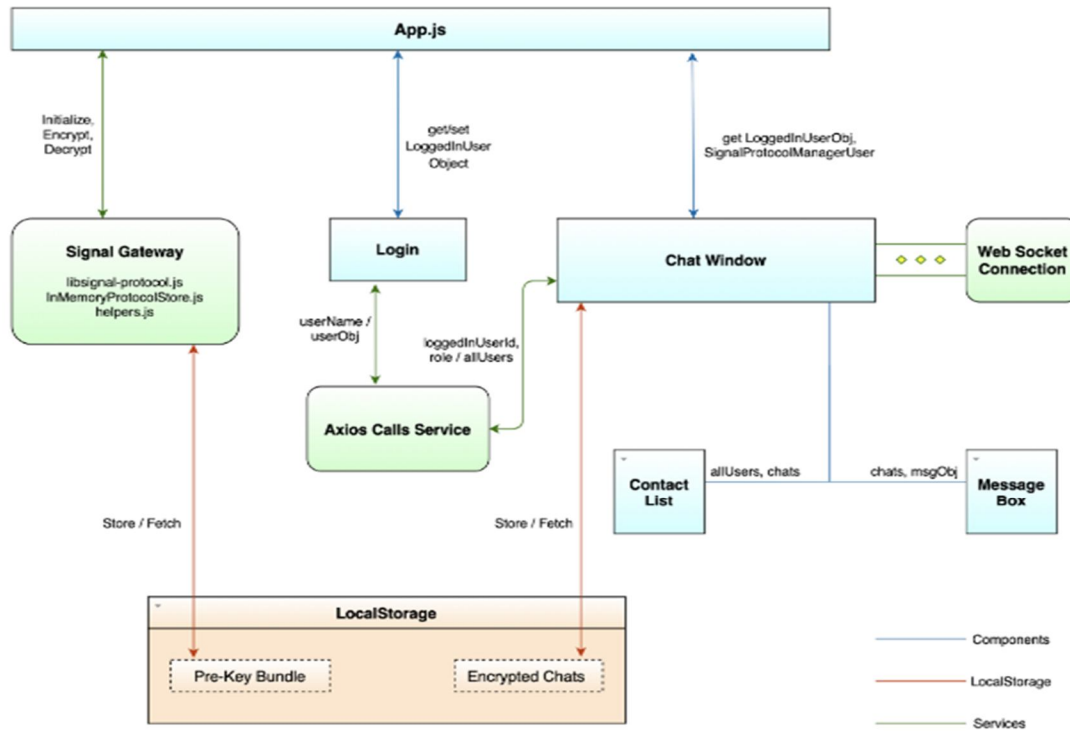 App.js
Initialize,
Encrypt,
Decrypt
get/set
LoggedInUser
Object
get LoggedInUserObj,
SignalProtocolManagerUser
Signal Gateway
libsignal-protocol.js
InMemoryProtocolStore.js
helpers.js
Login
Chat Window
Web Socket
Connection
userName /
userObj
loggedInUserId,
role / allUsers
Axios Calls Service
Contact
List
allUsers, chats
chats, msgObj
Message
Box
Store / Fetch
Store / Fetch
LocalStorage
Pre-Key Bundle
Encrypted Chats
Components
LocalStorage
Services